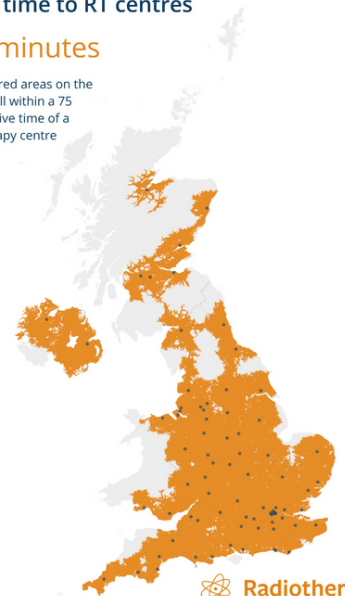 time to RT centres
minutes
red areas on the
ll within a 75
ive time of a
apy centre
Radiother